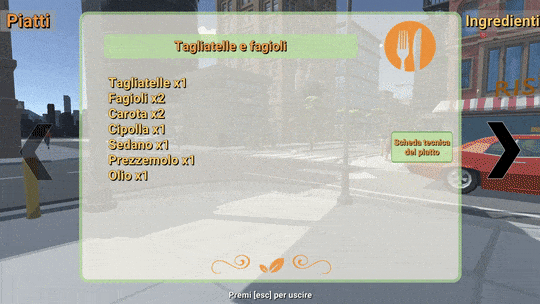 Piatti
Ingredienti
Tagliatelle e fagioli
Tagliatelle x1
Fagioli x2
Carota x2
Cipolla x1
Sedano x1
Prezzemolo x1
Olio x1
Scheda tecnica
del piatto
RIS
Premi [esc] per uscire